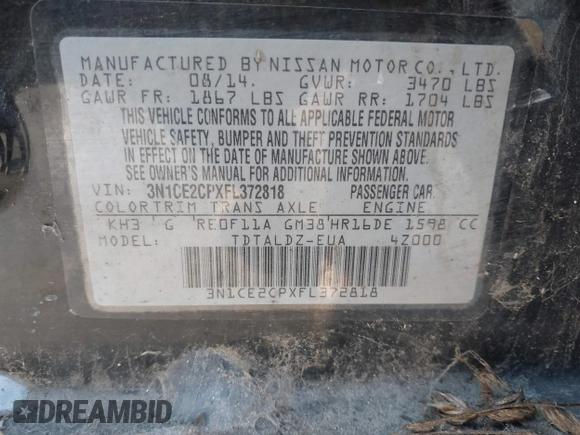 MANUFACTURED BY NISSAN MOTOR CO., LTD.
DATE: 08/14. GVWR: 3470 LBS
GAWR FR: 1867 LBS GAWR RR: 1704 LBS
THIS VEHICLE CONFORMS TO ALL APPLICABLE FEDERAL MOTOR
VEHICLE SAFETY, BUMPER AND THEFT PREVENTION STANDARDS
IN EFFECT ON THE DATE OF MANUFACTURE SHOWN ABOVE.
SEE OWNER'S MANUAL FOR ADDITIONAL INFORMATION.
VIN: 3N1CE2CPXFL372818 PASSENGER CAR.
COLOR TRIM TRANS AXLE ENGINE
KH3 G RE0F11A GM38 HR16DE 1598 CC
MODEL: TDTALDZ-EUA 4Z000
3N1CE2CPXFL372818
DREAMBID